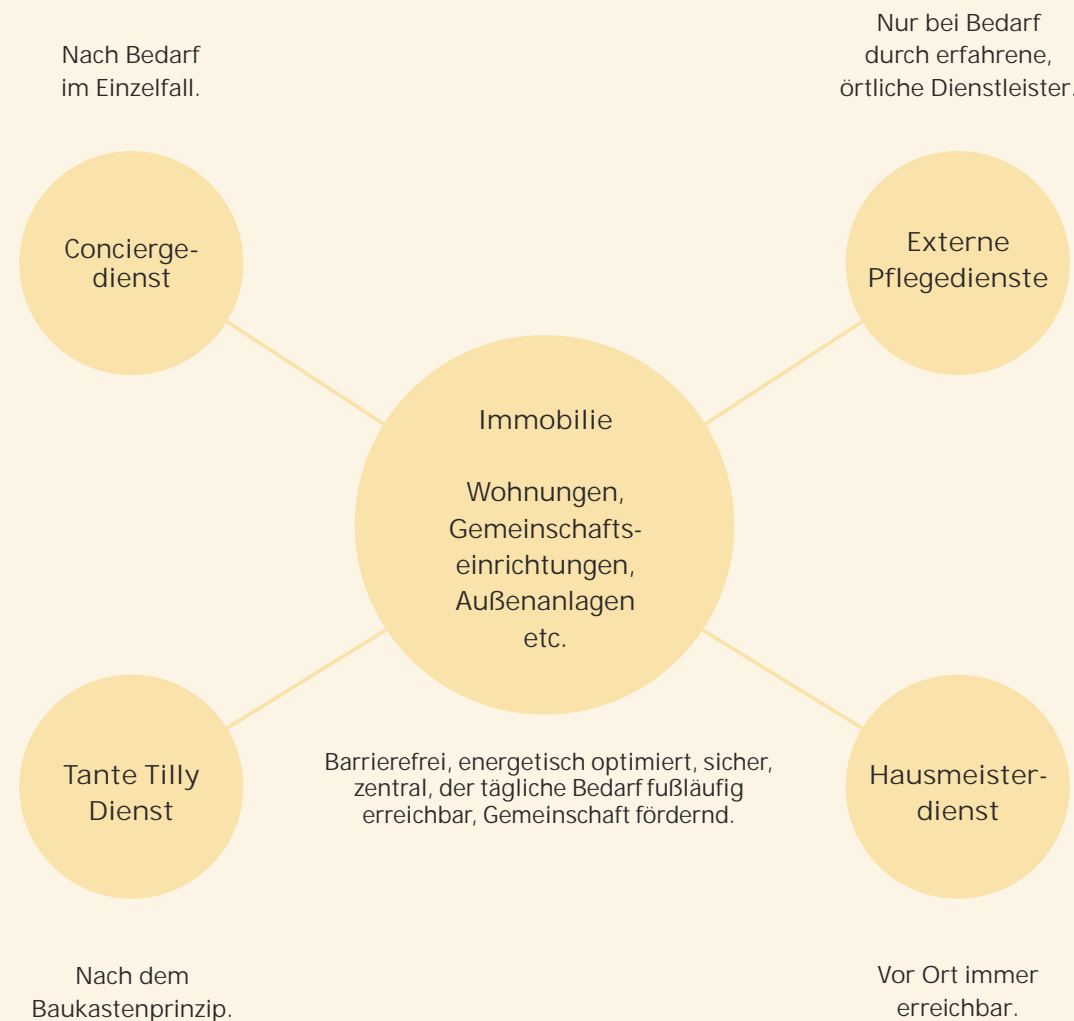 Nach Bedarf
im Einzelfall.
Nur bei Bedarf
durch erfahrene,
örtliche Dienstleister.
Concierge-
dienst
Externe
Pflegedienste
Immobilie
Wohnungen,
Gemeinschafts-
einrichtungen,
Außenanlagen
etc.
Tante Tilly
Dienst
Barrierefrei, energetisch optimiert, sicher,
zentral, der tägliche Bedarf fußläufig
erreichbar, Gemeinschaft fördernd.
Hausmeister-
dienst
Nach dem
Baukastenprinzip.
Vor Ort immer
erreichbar.